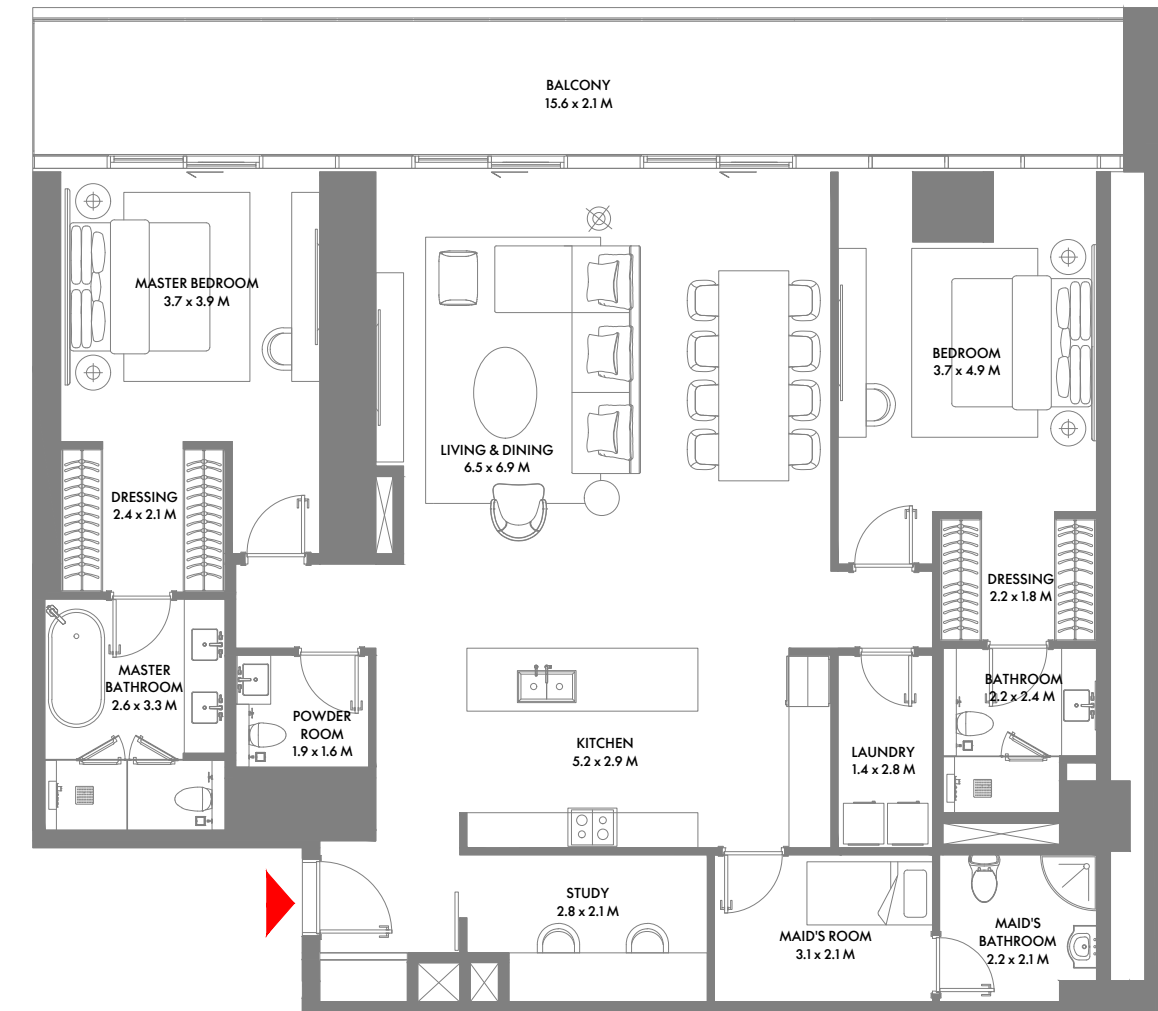 BALCONY
15.6 x 2.1 M
MASTER BEDROOM
3.7 x 3.9 M
BEDROOM
3.7 x 4.9 M
LIVING & DINING
6.5 x 6.9 M
DRESSING
2.4 x 2.1 M
DRESSING
2.2 x 1.8 M
MASTER
BATHROOM
2.6 x 3.3 M
POWDER
ROOM
1.9 x 1.6 M
KITCHEN
5.2 x 2.9 M
LAUNDRY
1.4 x 2.8 M
BATHROOM
2.2 x 2.4 M
STUDY
2.8 x 2.1 M
MAID'S ROOM
3.1 x 2.1 M
MAID'S
BATHROOM
2.2 x 2.1 M